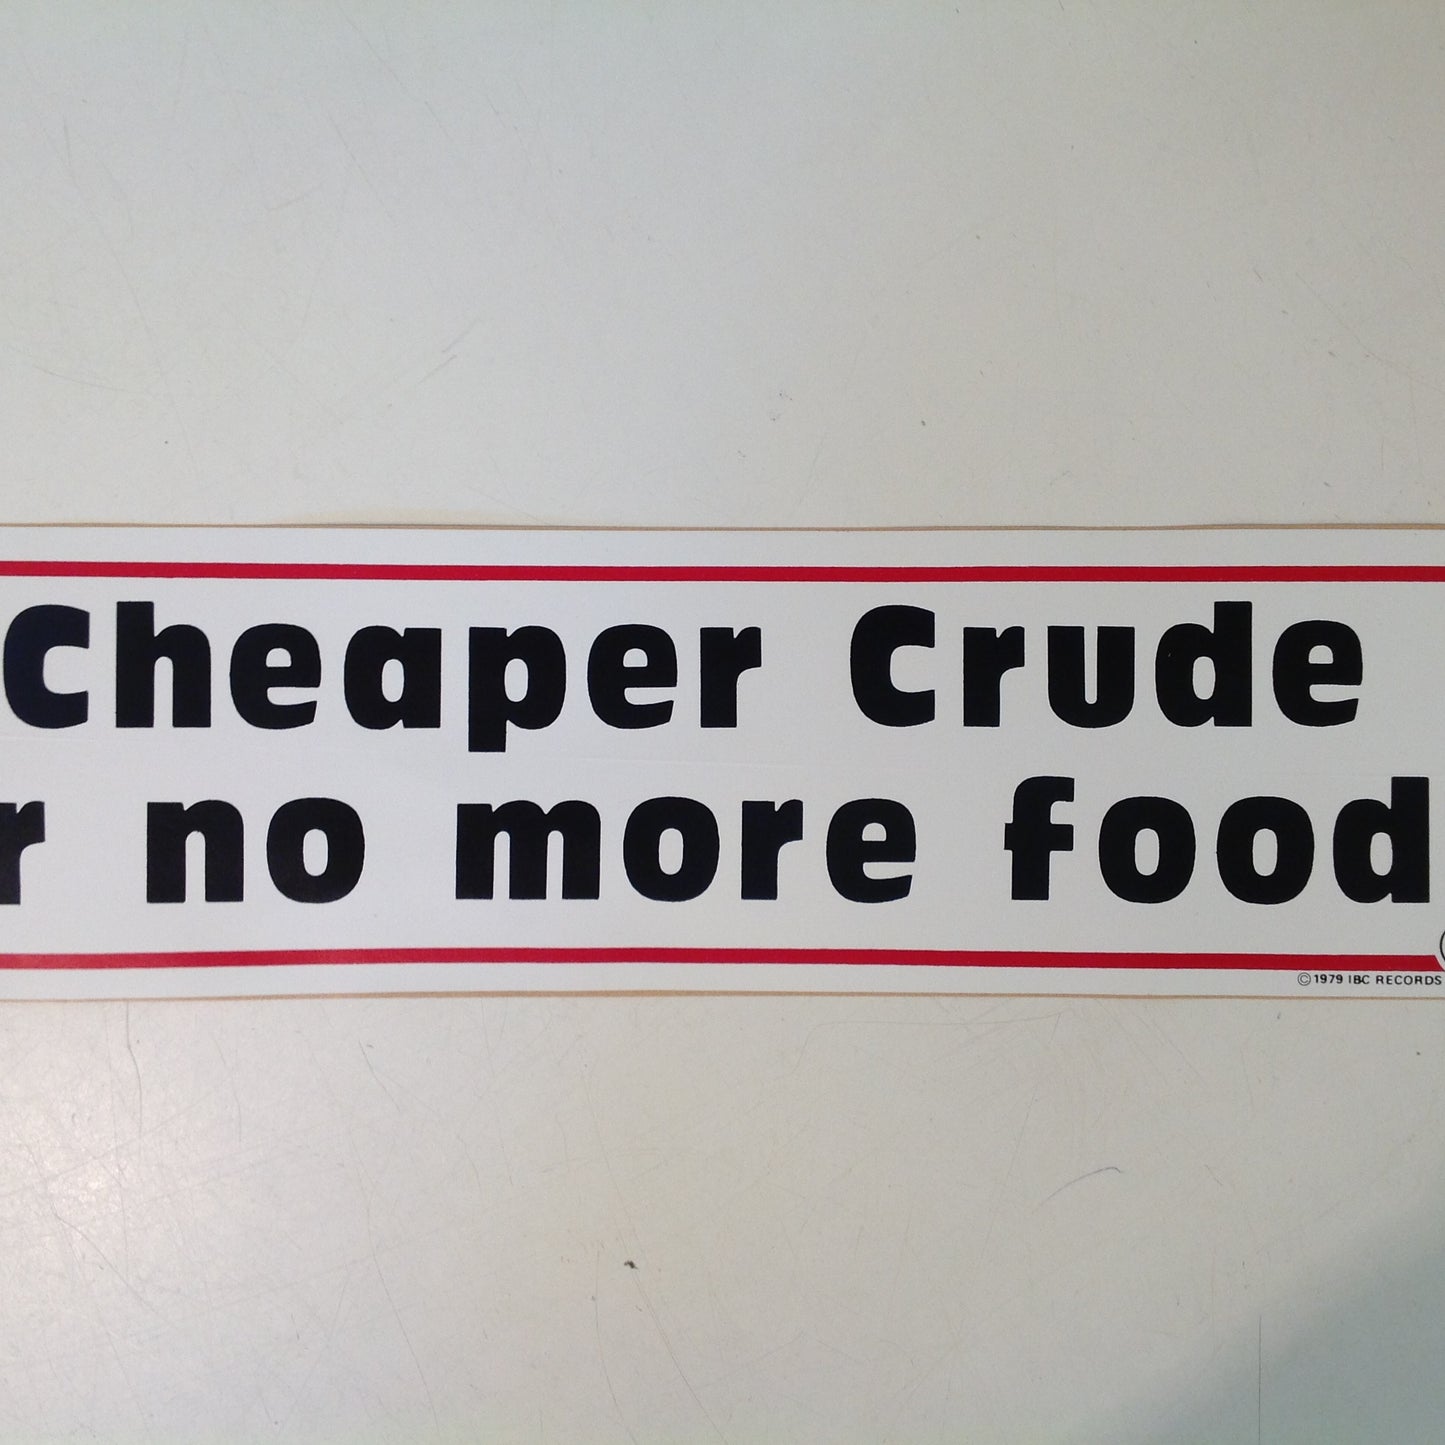 Cheaper Crude
r no more food
©1979 IBC RECORDS